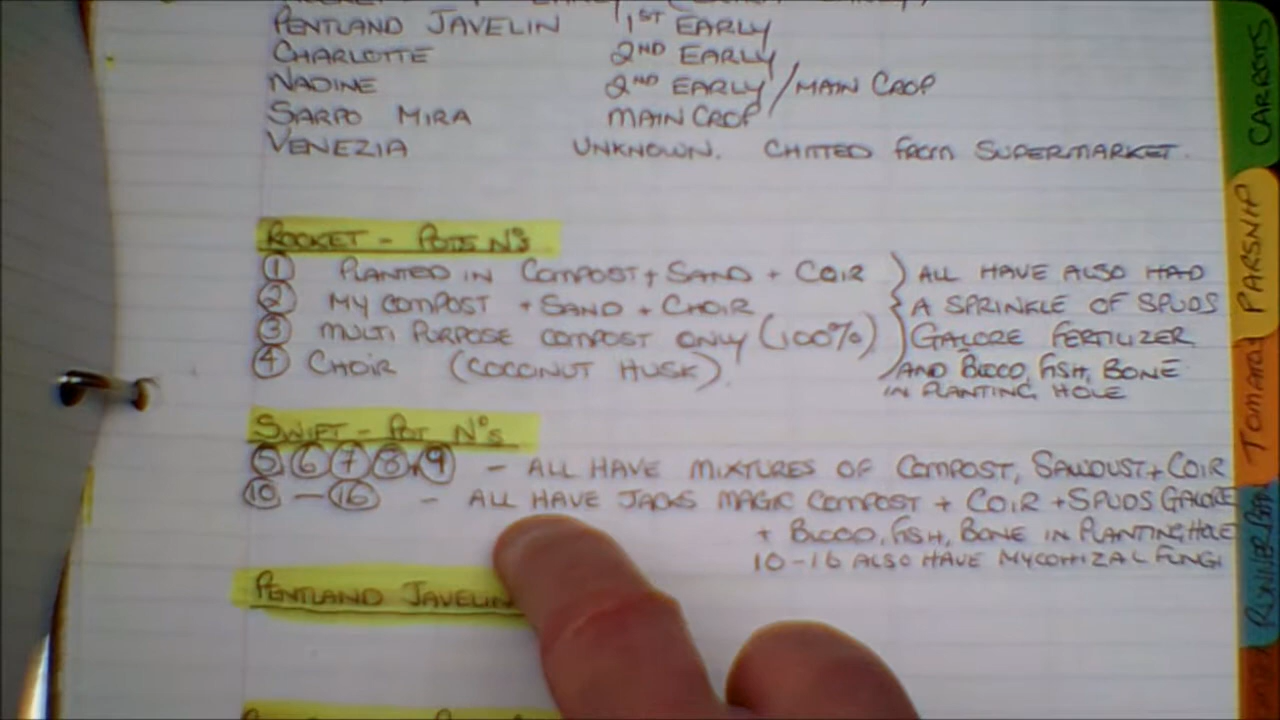 PENTLAND JAVELIN 1ST EARLY
CHARLOTTE 2ND EARLY
NADINE 2ND EARLY / MAIN CROP
SARPO MIRA MAIN CROP
VENEZIA UNKNOWN. CHITTED FROM SUPERMARKET.
ROCKET - POTS Nos
1 PLANTED IN COMPOST + SAND + COIR
2 MY COMPOST + SAND + CHOIR
3 MULTI PURPOSE COMPOST ONLY (100%)
4 CHOIR (COCONUT HUSK)
ALL HAVE ALSO HAD
A SPRINKLE OF SPUDS
GALORE FERTILIZER
AND BLOOD, FISH, BONE
IN PLANTING HOLE
SWIFT - POT Nos
5 6 7 8 9 - ALL HAVE MIXTURES OF COMPOST, SAWDUST + COIR
10 - 16 - ALL HAVE JACKS MAGIC COMPOST + COIR + SPUDS GALORE
+ BLOOD, FISH, BONE IN PLANTING HOLE
10-16 ALSO HAVE MYCOHIZAL FUNGI
PENTLAND JAVELIN
CARROTS
PARSNIP
TOMATO
RUNNER